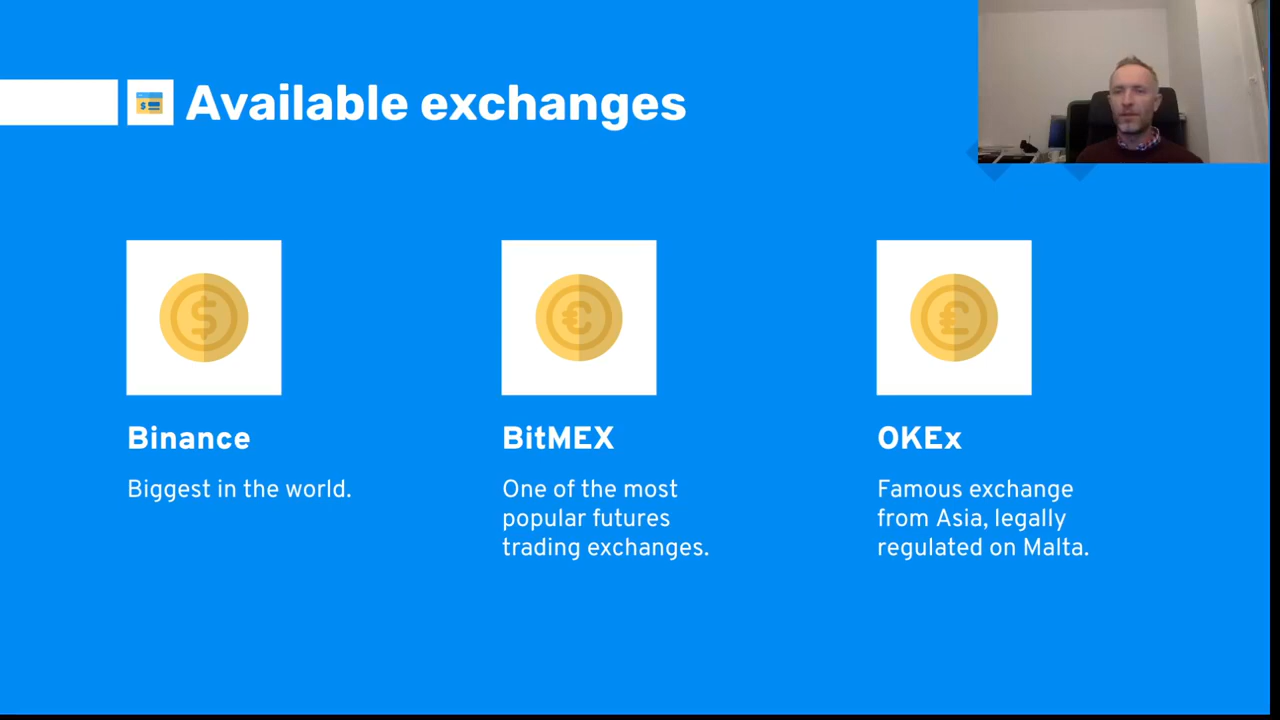 Available exchanges
Binance
Biggest in the world.
BitMEX
One of the most
popular futures
trading exchanges.
OKEx
Famous exchange
from Asia, legally
regulated on Malta.